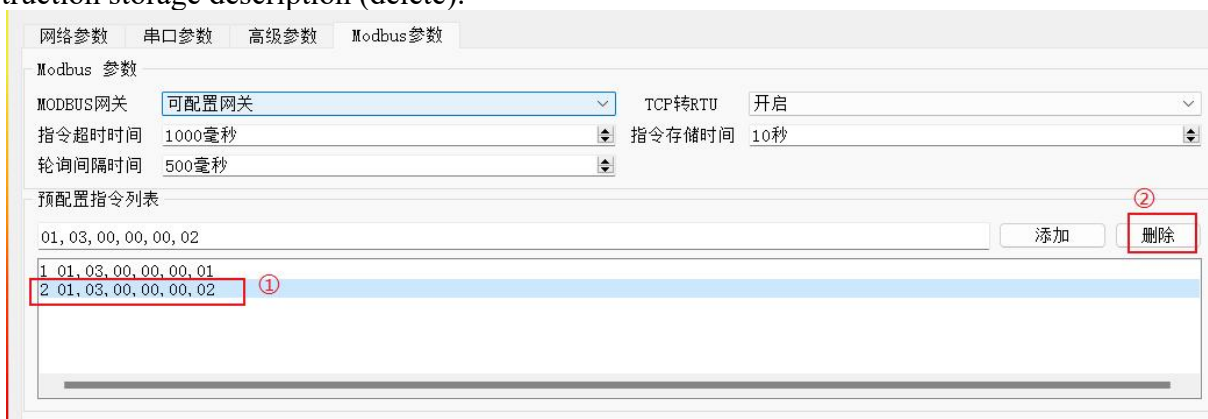 traction storage description (delete):
网络参数 串口参数 高级参数 Modbus参数
Modbus 参数
MODBUS网关 可配置网关 TCP转RTU 开启
指令超时时间 1000毫秒 指令存储时间 10秒
轮询间隔时间 500毫秒
预配置指令列表
②
01,03,00,00,00,02 添加 删除
1 01,03,00,00,00,01
2 01,03,00,00,00,02 ①